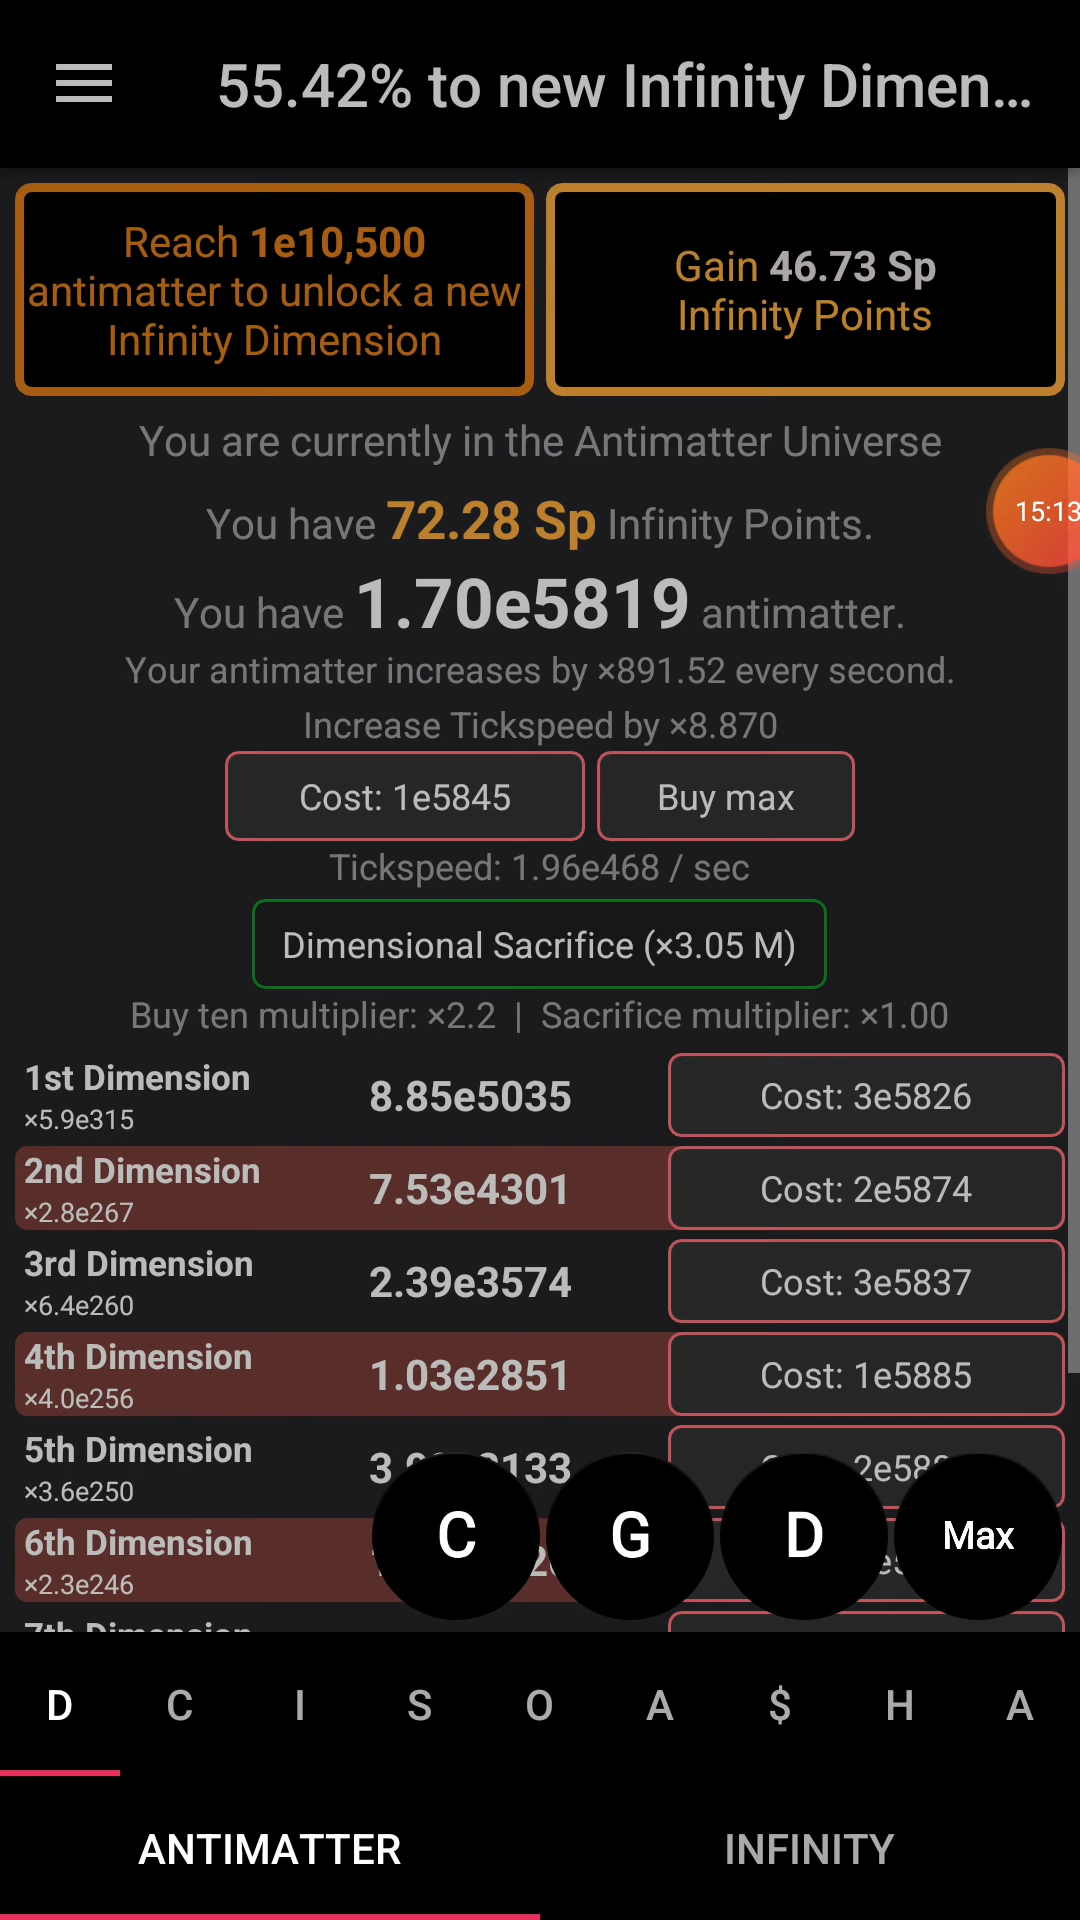 55.42% to new Infinity Dimen...
Reach 1e10,500
antimatter to unlock a new
Infinity Dimension
Gain 46.73 Sp
Infinity Points
You are currently in the Antimatter Universe
You have 72.28 Sp Infinity Points.
15:13
You have 1.70e5819 antimatter.
Your antimatter increases by ×891.52 every second.
Increase Tickspeed by ×8.870
Cost: 1e5845
Buy max
Tickspeed: 1.96e468 / sec
Dimensional Sacrifice (×3.05 M)
Buy ten multiplier: ×2.2 | Sacrifice multiplier: ×1.00
1st Dimension
×5.9e315
8.85e5035
Cost: 3e5826
2nd Dimension
×2.8e267
7.53e4301
Cost: 2e5874
3rd Dimension
×6.4e260
2.39e3574
Cost: 3e5837
4th Dimension
×4.0e256
1.03e2851
Cost: 1e5885
5th Dimension
×3.6e250
6th Dimension
×2.3e246
7th Dimension
C
G
D
Max
D
C
I
S
O
A
$
H
A
ANTIMATTER
INFINITY